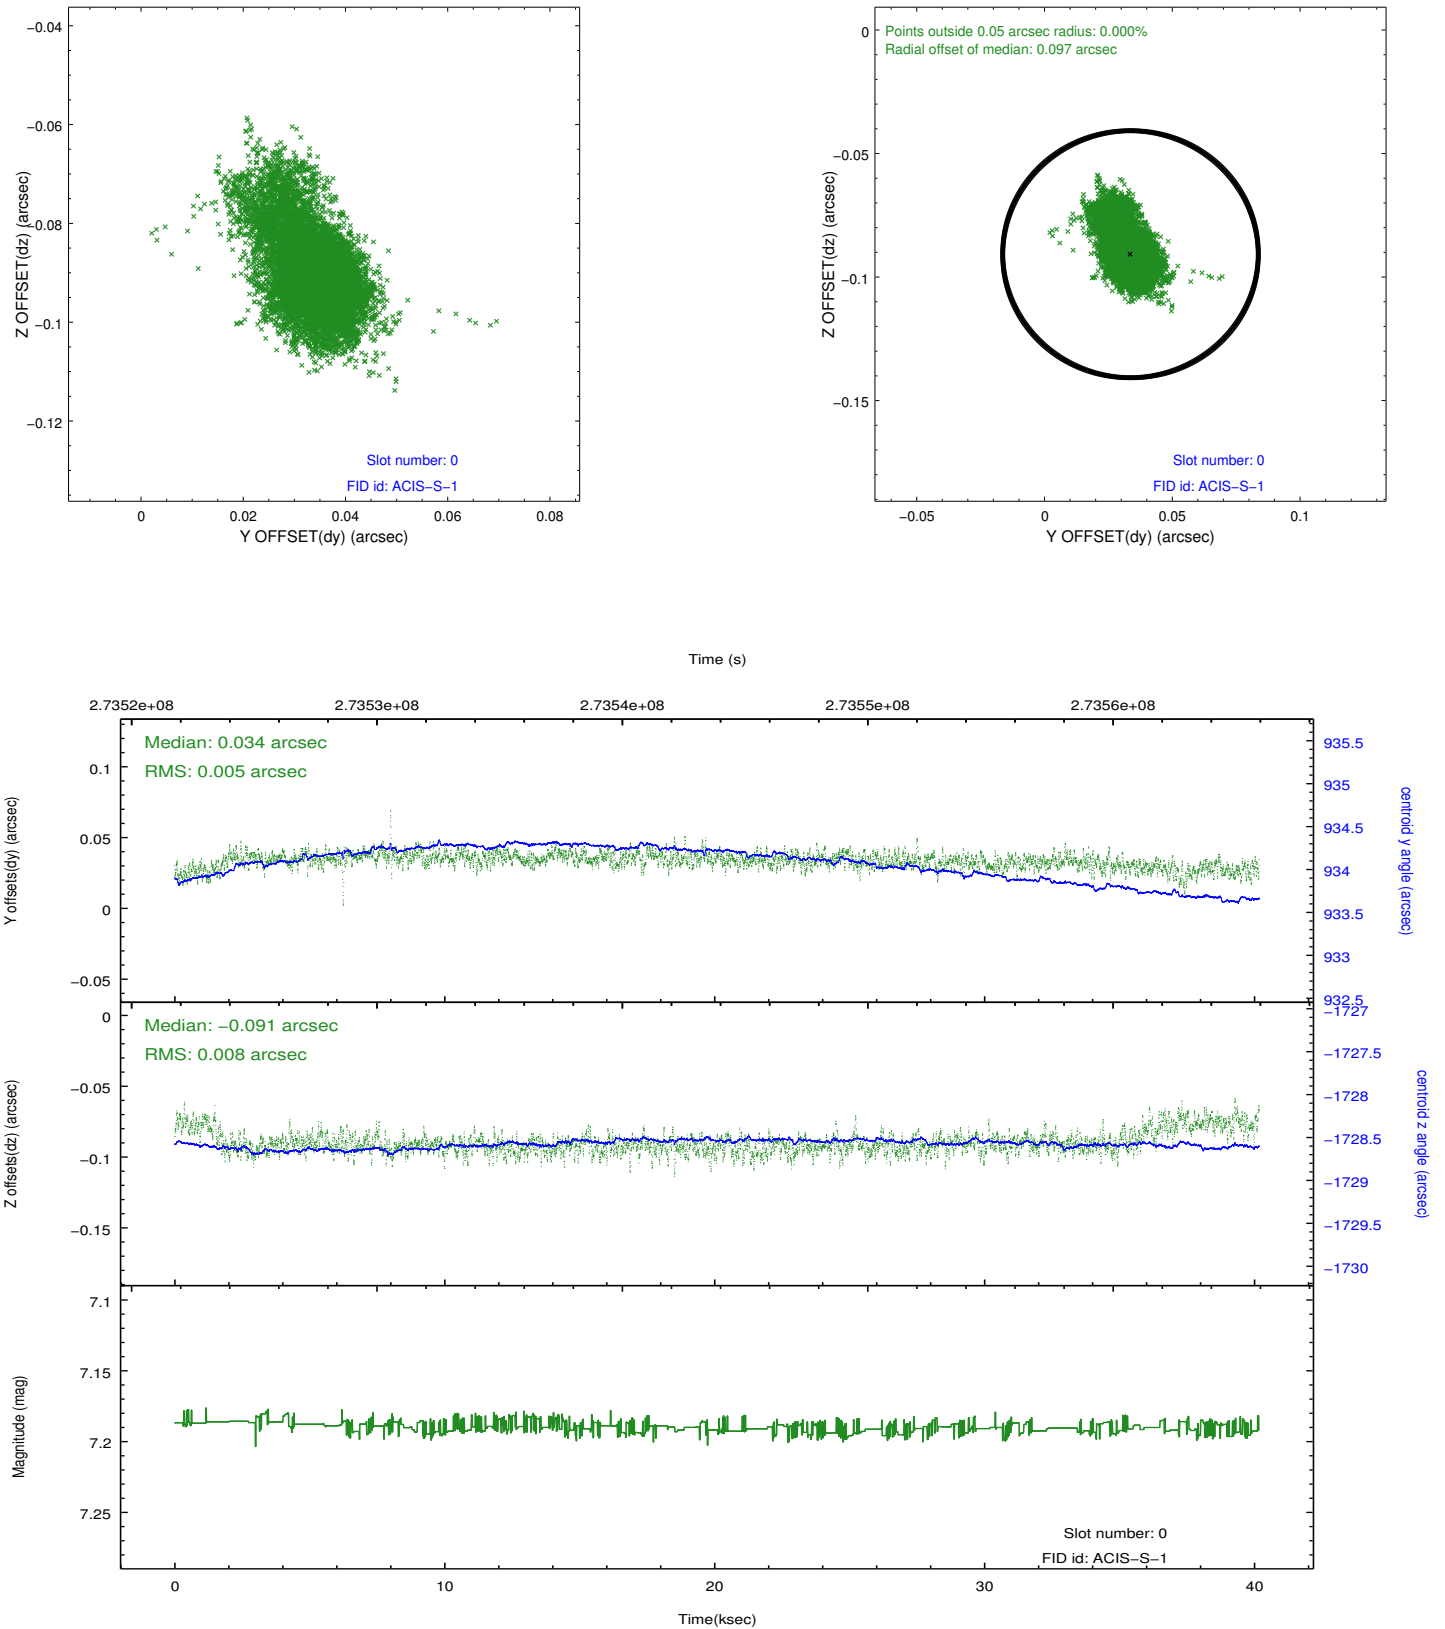 −0.04
−0.06
−0.08
−0.1
−0.12
Z OFFSET(dz) (arcsec)
Slot number: 0
FID id: ACIS−S−1
0 0.02 0.04 0.06 0.08
Y OFFSET(dy) (arcsec)
Points outside 0.05 arcsec radius: 0.000%
Radial offset of median: 0.097 arcsec
0
−0.05
−0.1
−0.15
Z OFFSET(dz) (arcsec)
Slot number: 0
FID id: ACIS−S−1
−0.05 0 0.05 0.1
Y OFFSET(dy) (arcsec)
Time (s)
2.7352e+08 2.7353e+08 2.7354e+08 2.7355e+08 2.7356e+08
Median: 0.034 arcsec
RMS: 0.005 arcsec
0.1
0.05
0
−0.05
Y offsets(dy) (arcsec)
935.5
935
934.5
934
933.5
933
932.5
centroid y angle (arcsec)
Median: −0.091 arcsec
RMS: 0.008 arcsec
0
−0.05
−0.1
−0.15
Z offsets(dz) (arcsec)
−1727
−1727.5
−1728
−1728.5
−1729
−1729.5
−1730
centroid z angle (arcsec)
7.1
7.15
7.2
7.25
Magnitude (mag)
Slot number: 0
FID id: ACIS−S−1
0 10 20 30 40
Time(ksec)